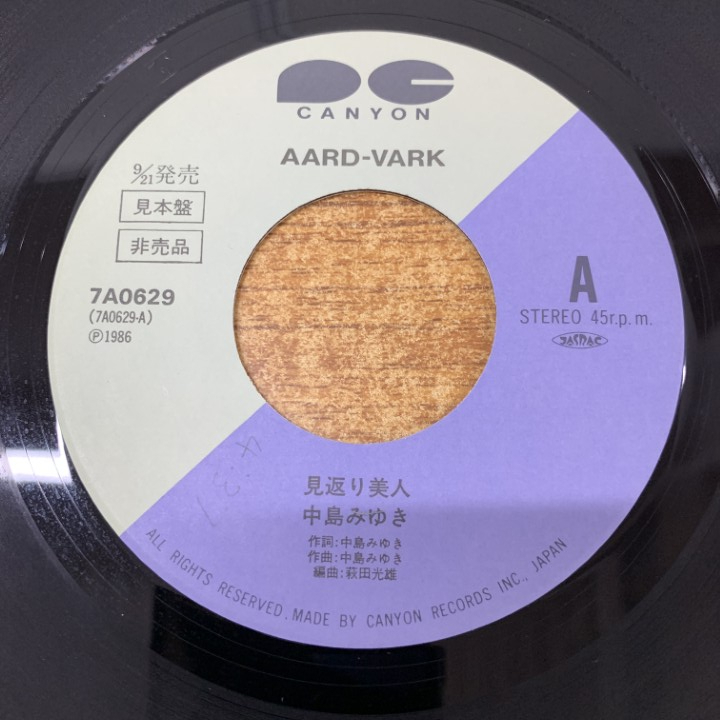 CANYON
AARD-VARK
9/21発売
見本盤
非売品
7A0629
(7A0629-A)
Ⓟ1986
A
STEREO 45r.p.m.
JASRAC
見返り美人
中島みゆき
作詞:中島みゆき
作曲:中島みゆき
編曲:萩田光雄
ALL RIGHTS RESERVED. MADE BY CANYON RECORDS INC., JAPAN